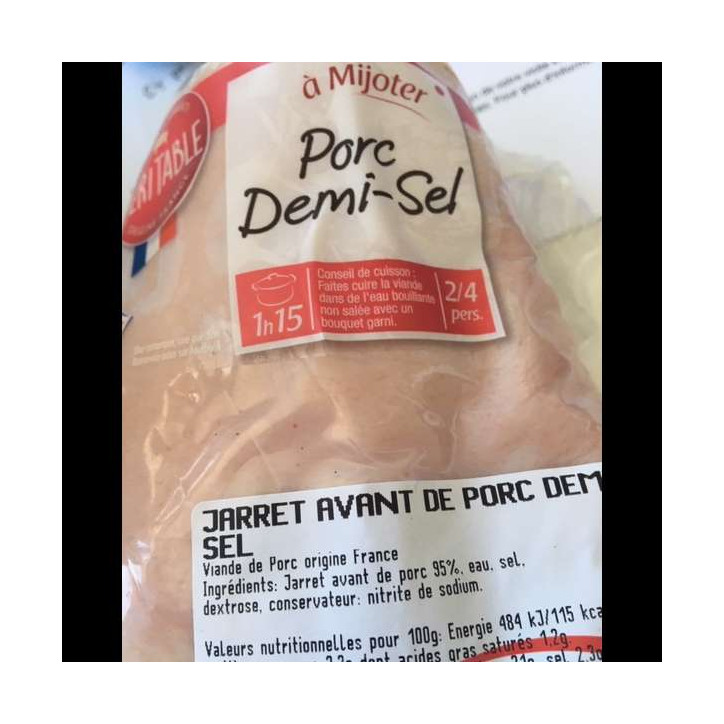 à Mijoter
Porc
Demi-Sel
1h15
Conseil de cuisson :
Faites cuire la viande
dans de l'eau bouillante
non salée avec un
bouquet garni.
2/4
pers.
JARRET AVANT DE PORC DEM
SEL
Viande de Porc origine France
Ingrédients: Jarret avant de porc 95%, eau, sel,
dextrose, conservateur: nitrite de sodium.
Valeurs nutritionnelles pour 100g: Energie 484 kJ/115 kca
dont acides gras saturés 1.2g
sel 2.3g